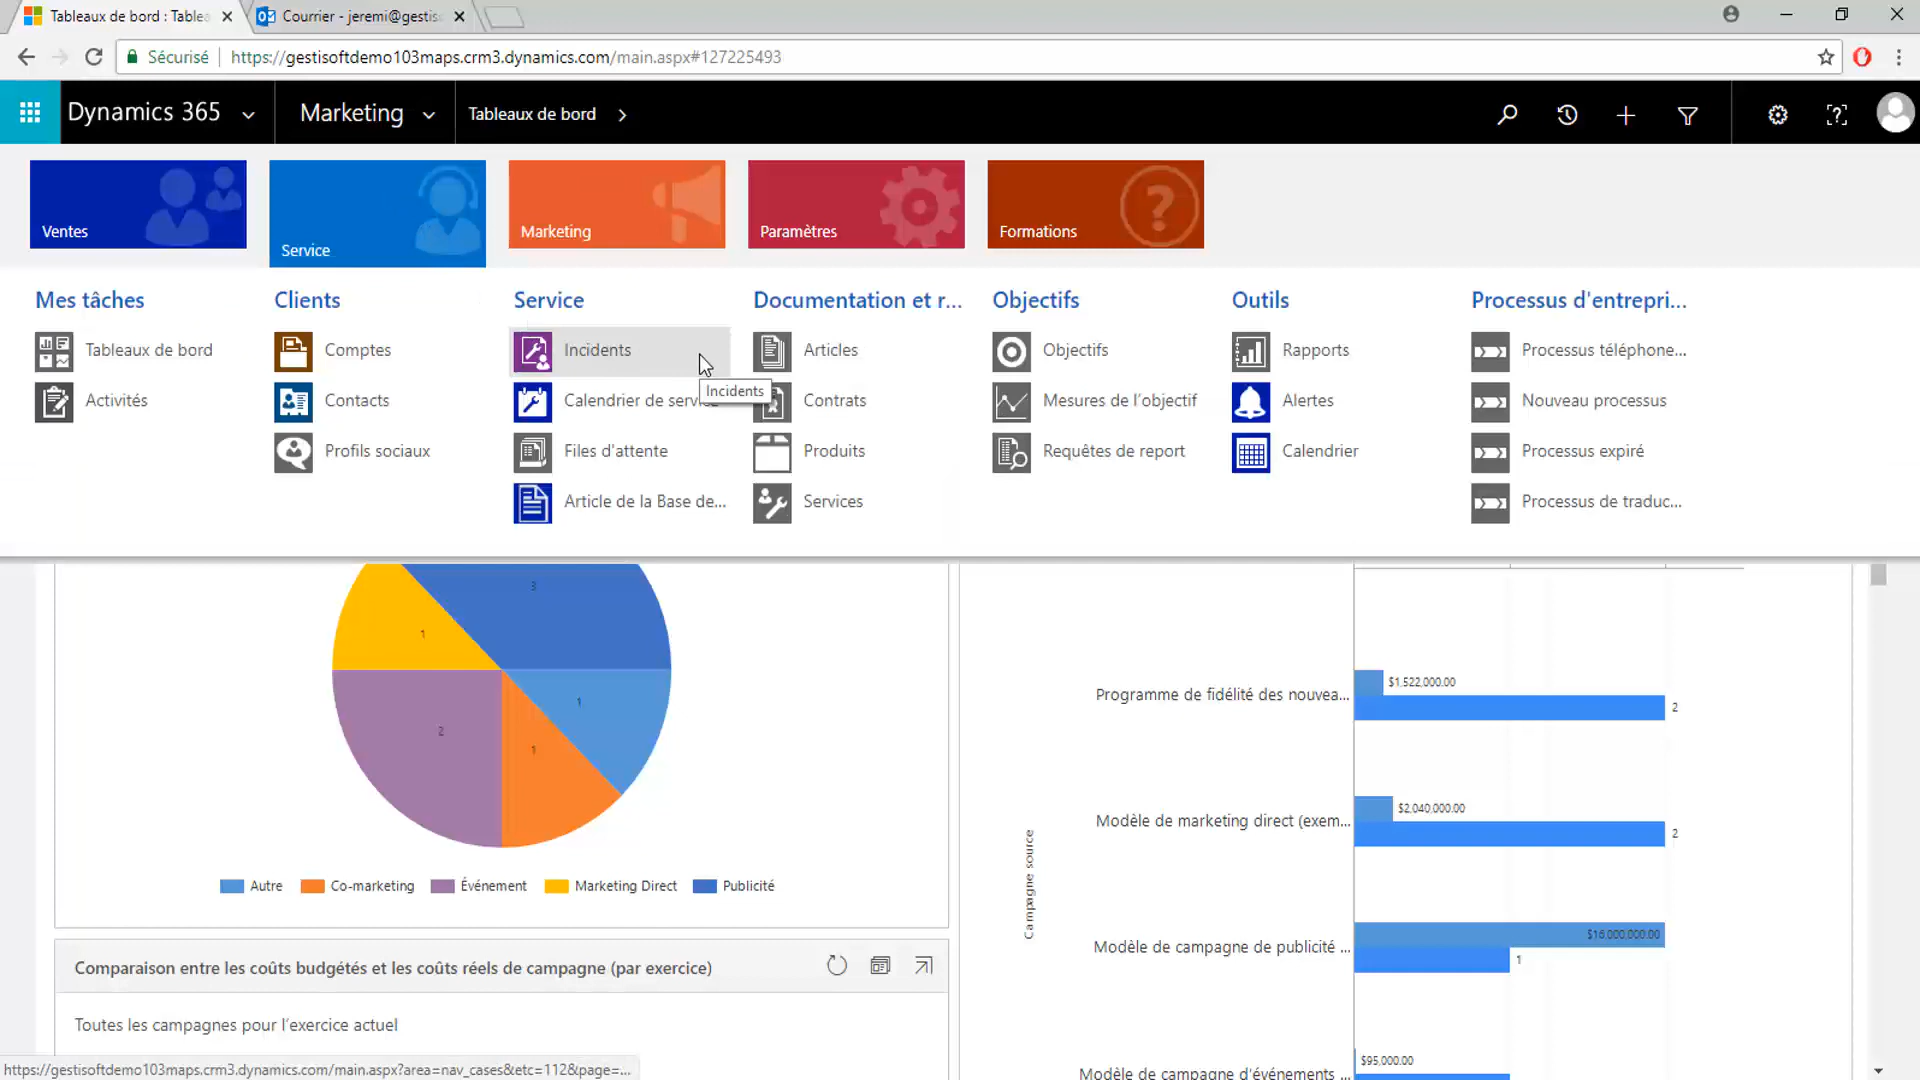 Tableaux de bord : Tablea
Courrier - jeremi@gestis
Sécurisé
https://gestisoftdemo103maps.crm3.dynamics.com/main.aspx#127225493
Dynamics 365
Marketing
Tableaux de bord
Ventes
Service
Marketing
Paramètres
Formations
Mes tâches
Tableaux de bord
Activités
Clients
Comptes
Contacts
Profils sociaux
Service
Incidents
Incidents
Calendrier de service
Files d'attente
Article de la Base de...
Documentation et r...
Articles
Contrats
Produits
Services
Objectifs
Objectifs
Mesures de l'objectif
Requêtes de report
Outils
Rapports
Alertes
Calendrier
Processus d'entrepri...
Processus téléphone...
Nouveau processus
Processus expiré
Processus de traduc...
3
1
1
2
1
Autre
Co-marketing
Événement
Marketing Direct
Publicité
Comparaison entre les coûts budgétés et les coûts réels de campagne (par exercice)
Toutes les campagnes pour l'exercice actuel
Campagne source
Programme de fidélité des nouvea...
$1,522,000.00
2
Modèle de marketing direct (exem...
$2,040,000.00
2
Modèle de campagne de publicité ...
$16,000,000.00
1
Modèle de campagne d'événements ...
$95,000.00
https://gestisoftdemo103maps.crm3.dynamics.com/main.aspx?area=nav_cases&etc=112&page=...